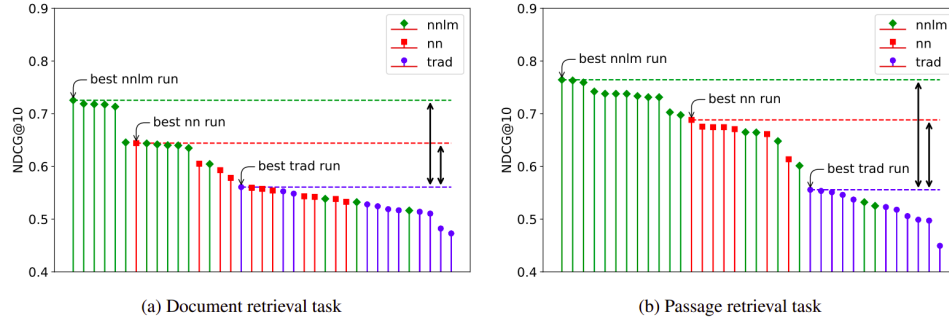 0.9
0.8
0.7
0.6
0.5
0.4
NDCG@10
best nnlm run
best nn run
best trad run
nnlm
nn
trad
(a) Document retrieval task
0.9
0.8
0.7
0.6
0.5
0.4
NDCG@10
best nnlm run
best nn run
best trad run
nnlm
nn
trad
(b) Passage retrieval task